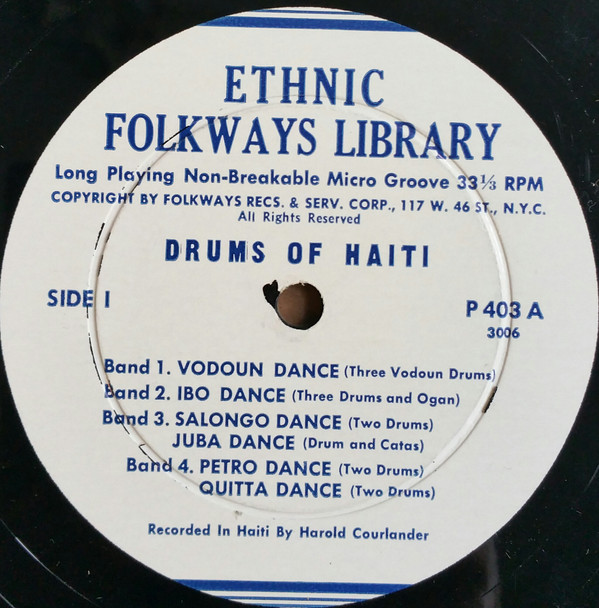 ETHNIC
FOLKWAYS LIBRARY
Long Playing Non-Breakable Micro Groove 33⅓ RPM
COPYRIGHT BY FOLKWAYS RECS. & SERV. CORP., 117 W. 46 ST., N.Y.C.
All Rights Reserved
DRUMS OF HAITI
SIDE I P 403 A
3006
Band 1. VODOUN DANCE (Three Vodoun Drums)
Band 2. IBO DANCE (Three Drums and Ogan)
Band 3. SALONGO DANCE (Two Drums)
JUBA DANCE (Drum and Catas)
Band 4. PETRO DANCE (Two Drums)
QUITTA DANCE (Two Drums)
Recorded In Haiti By Harold Courlander